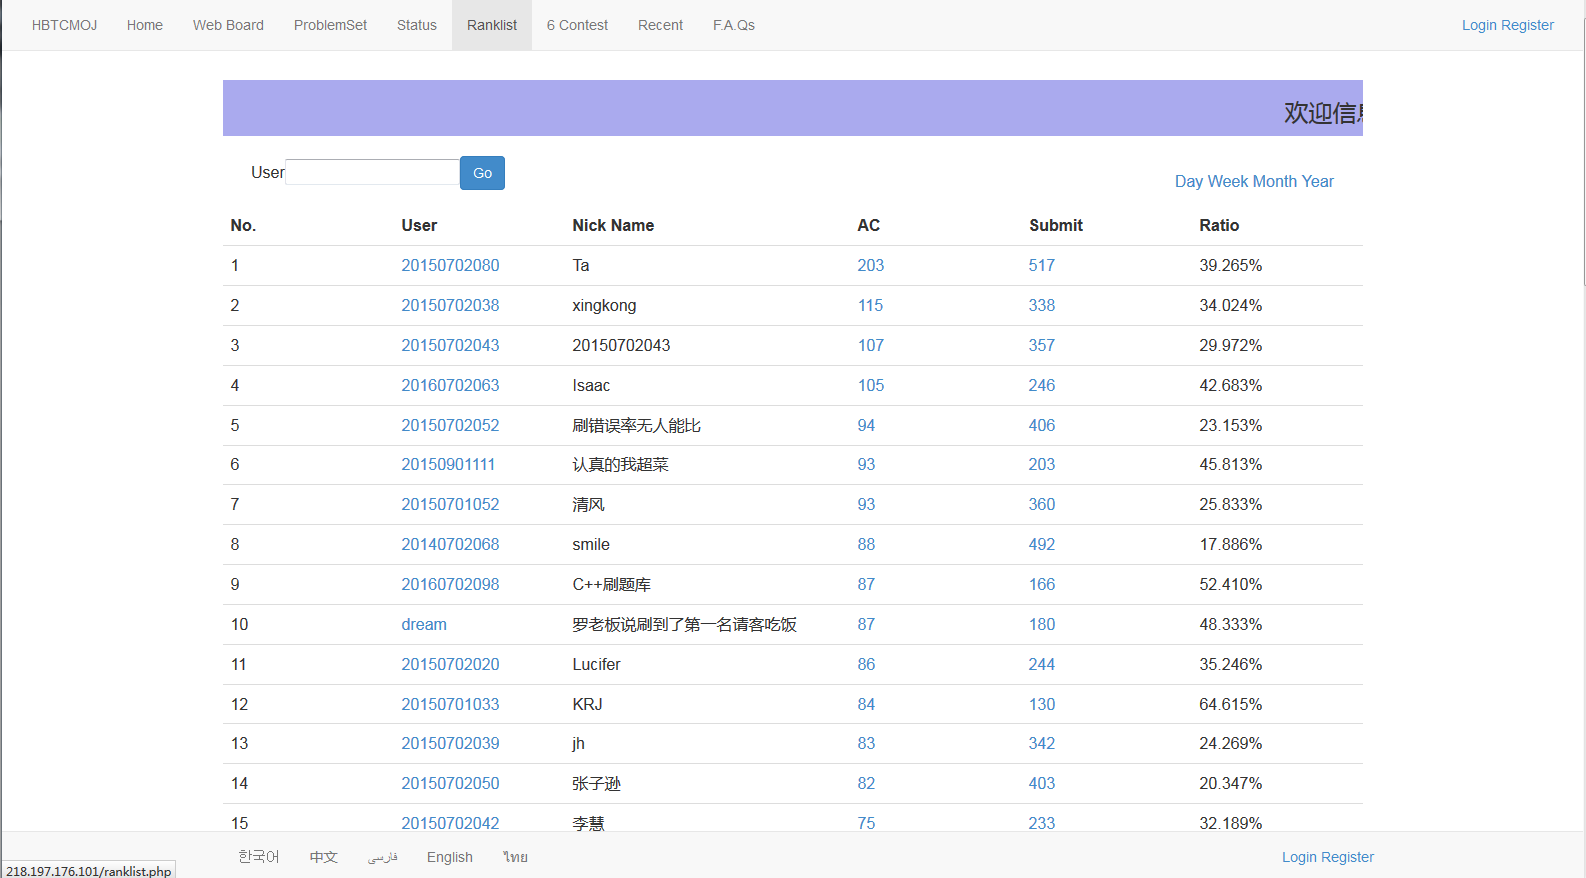 HBTCMOJ Home Web Board ProblemSet Status Ranklist 6 Contest Recent F.A.Qs Login Register
欢迎信息
User Go
Day Week Month Year
No. User Nick Name AC Submit Ratio
1 20150702080 Ta 203 517 39.265%
2 20150702038 xingkong 115 338 34.024%
3 20150702043 20150702043 107 357 29.972%
4 20160702063 Isaac 105 246 42.683%
5 20150702052 刷错误率无人能比 94 406 23.153%
6 20150901111 认真的我超菜 93 203 45.813%
7 20150701052 清风 93 360 25.833%
8 20140702068 smile 88 492 17.886%
9 20160702098 C++刷题库 87 166 52.410%
10 dream 罗老板说刷到了第一名请客吃饭 87 180 48.333%
11 20150702020 Lucifer 86 244 35.246%
12 20150701033 KRJ 84 130 64.615%
13 20150702039 jh 83 342 24.269%
14 20150702050 张子逊 82 403 20.347%
15 20150702042 李慧 75 233 32.189%
한국어 中文 فارسی English ไทย Login Register
218.197.176.101/ranklist.php